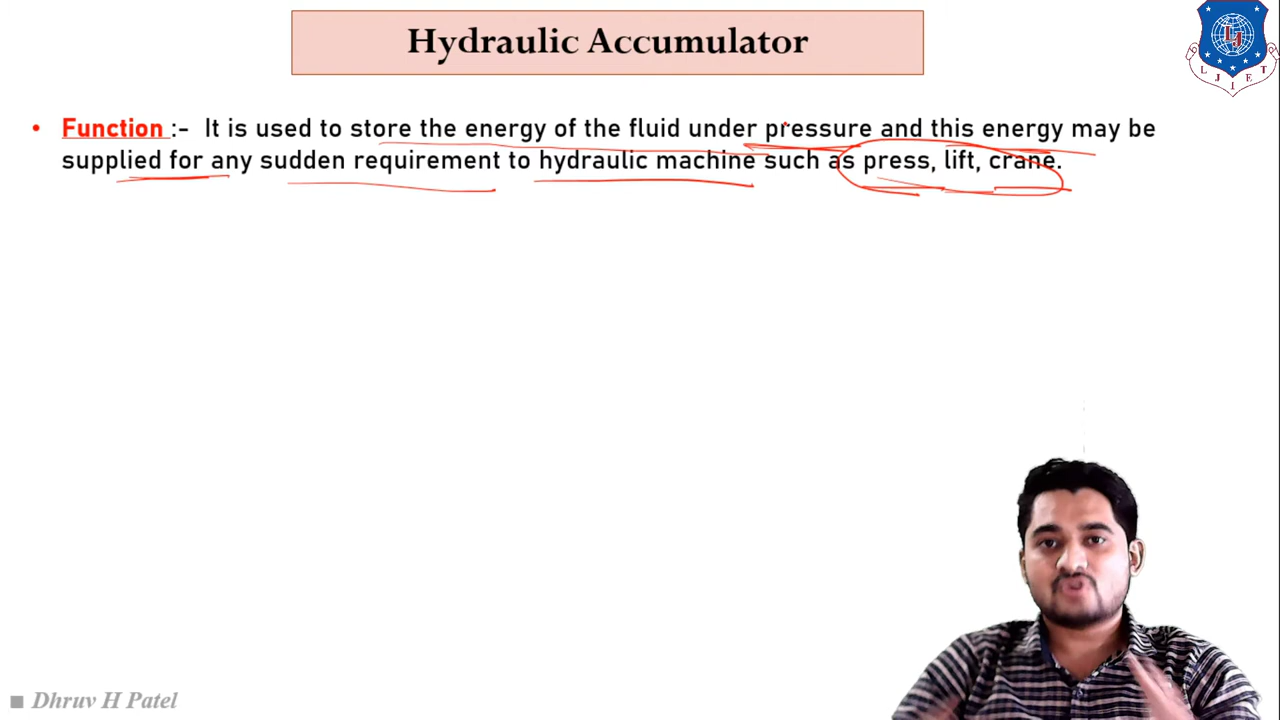 Hydraulic Accumulator
L J I E T
• Function :- It is used to store the energy of the fluid under pressure and this energy may be
supplied for any sudden requirement to hydraulic machine such as press, lift, crane.
Dhruv H Patel